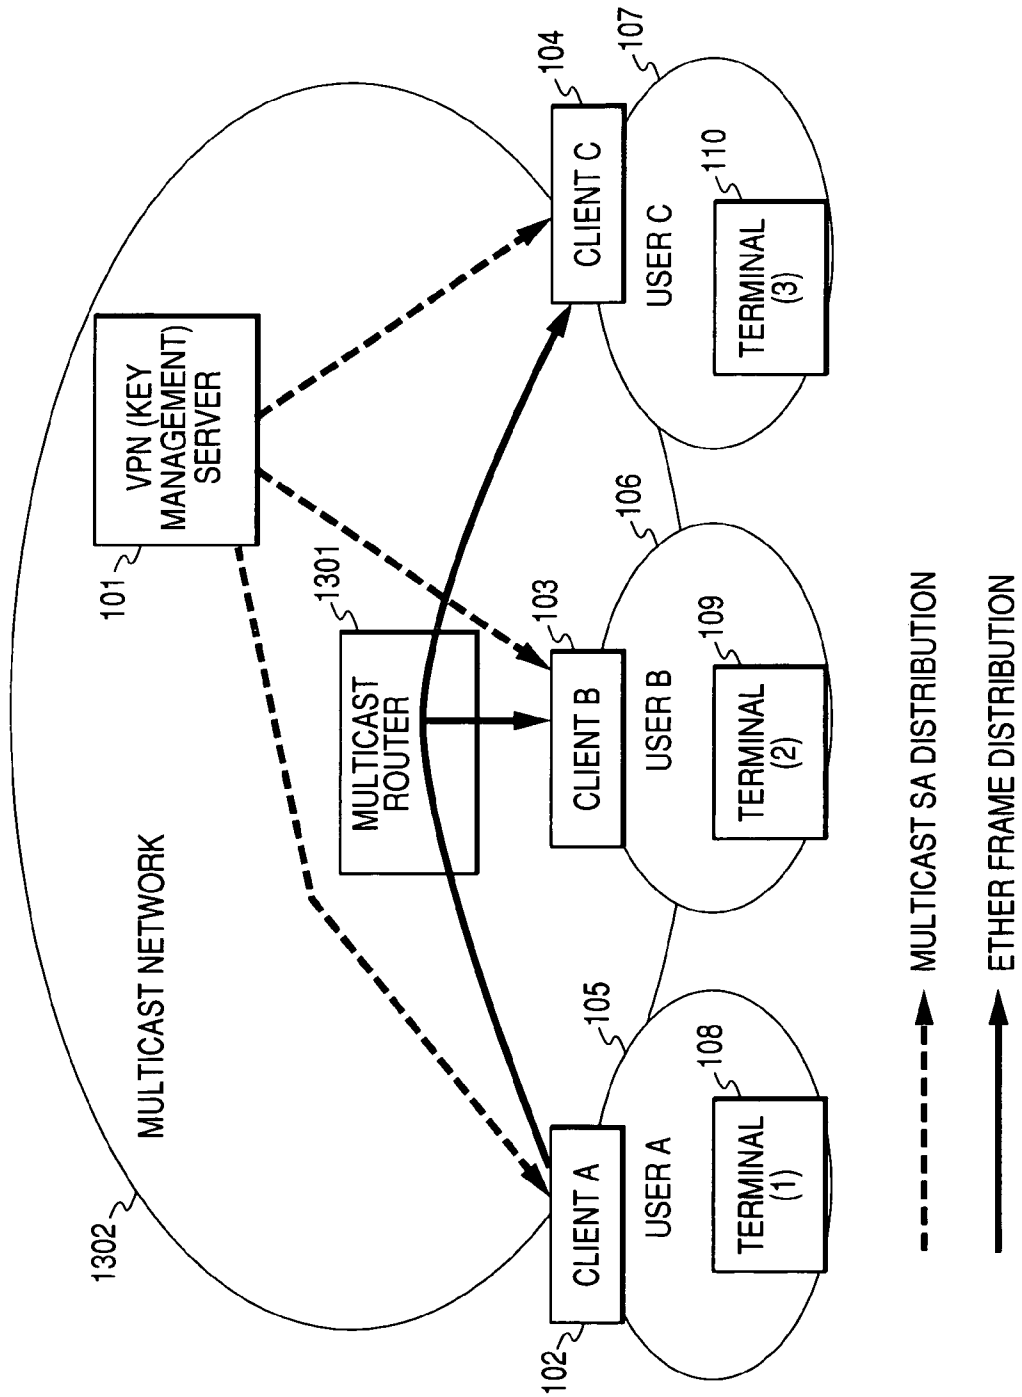 1302
MULTICAST NETWORK
101
VPN (KEY
MANAGEMENT)
SERVER
1301
MULTICAST
ROUTER
102
CLIENT A
103
CLIENT B
104
CLIENT C
105
USER A
106
USER B
107
USER C
108
TERMINAL
(1)
109
TERMINAL
(2)
110
TERMINAL
(3)
MULTICAST SA DISTRIBUTION
ETHER FRAME DISTRIBUTION